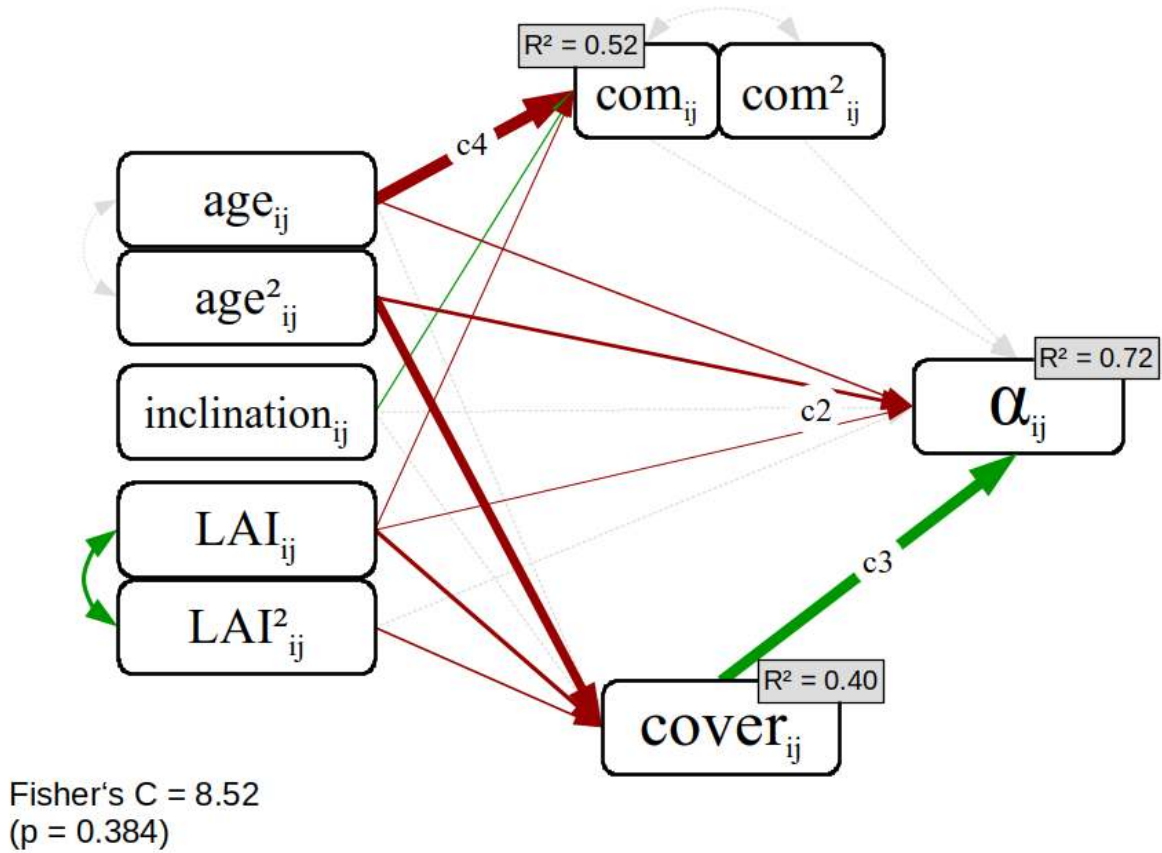 R² = 0.52
com_ij
com²_ij
c4
age_ij
age²_ij
R² = 0.72
α_ij
inclination_ij
c2
LAI_ij
c3
LAI²_ij
R² = 0.40
cover_ij
Fisher‘s C = 8.52
(p = 0.384)